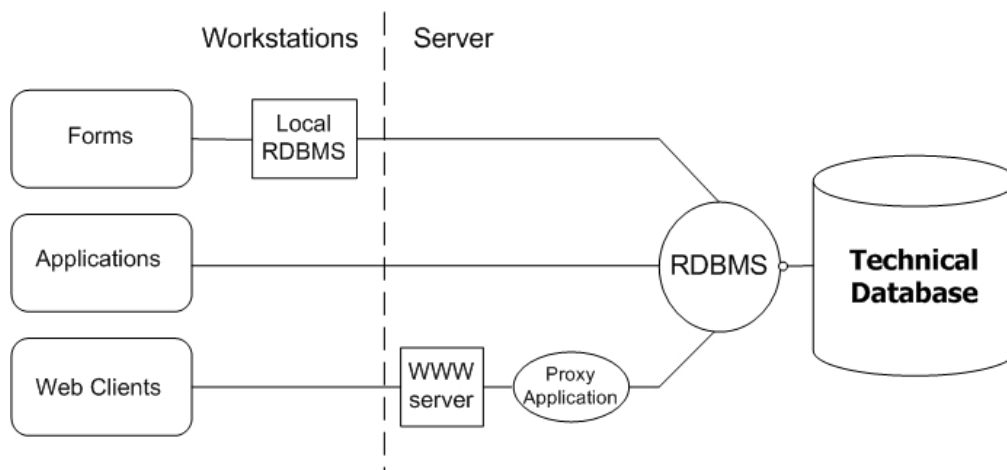 Workstations
Server
Forms
Local
RDBMS
Applications
RDBMS
Technical
Database
Web Clients
WWW
server
Proxy
Application